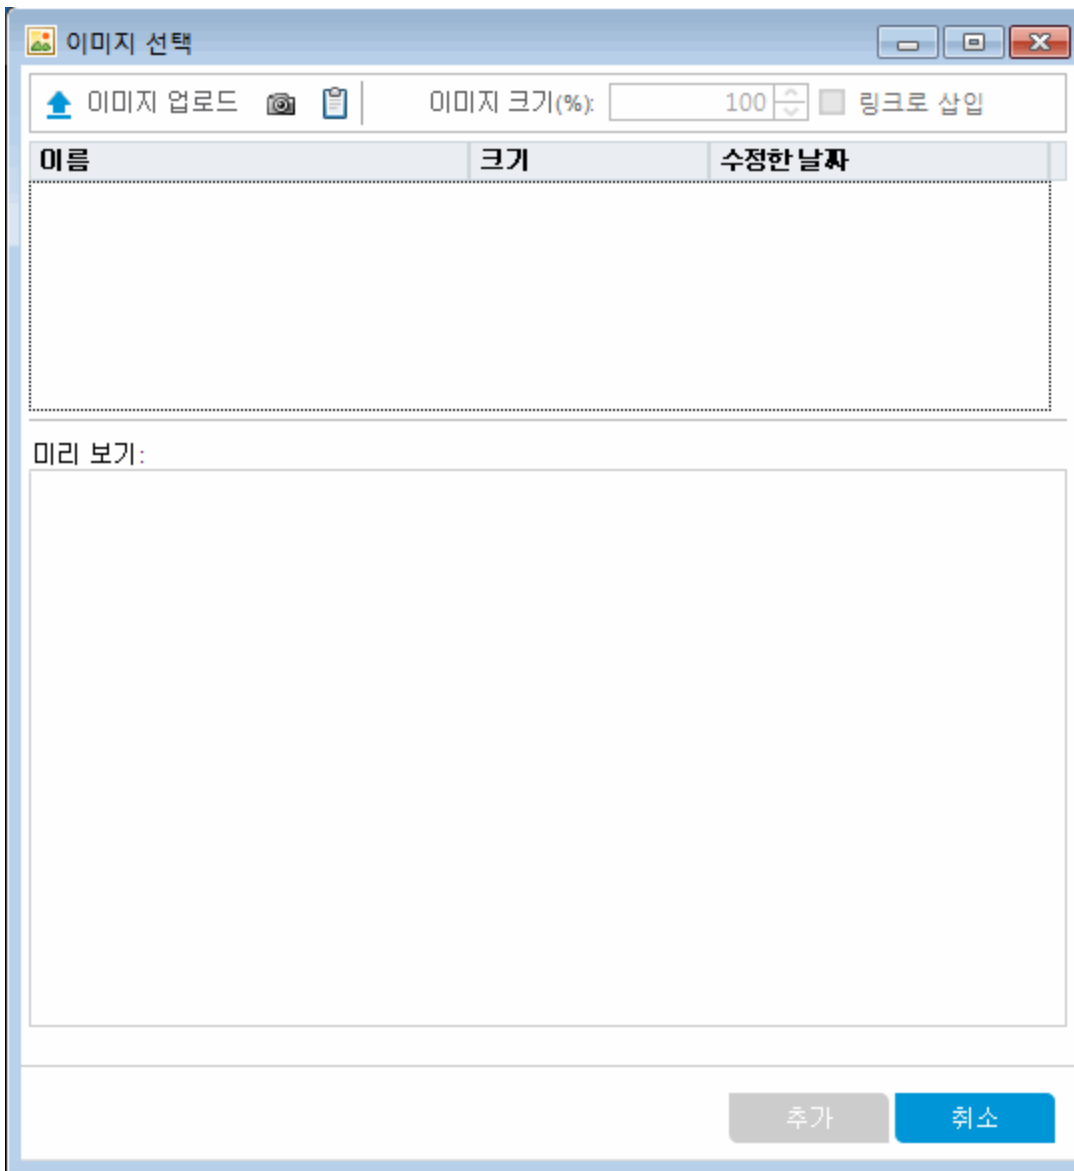 이미지 선택
이미지 업로드 이미지 크기(%): 100 링크로 삽입
이름 크기 수정한 날짜
미리 보기:
추가 취소